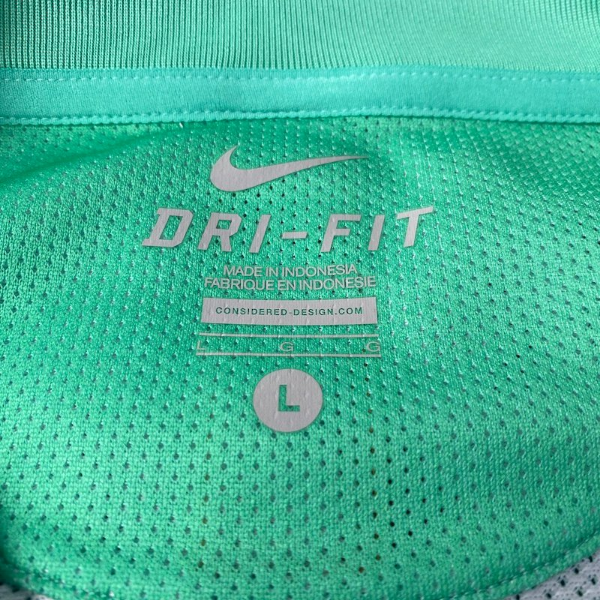 DRI-FIT
MADE IN INDONESIA
FABRIQUE EN INDONESIE
CONSIDERED-DESIGN.COM
L G G
L